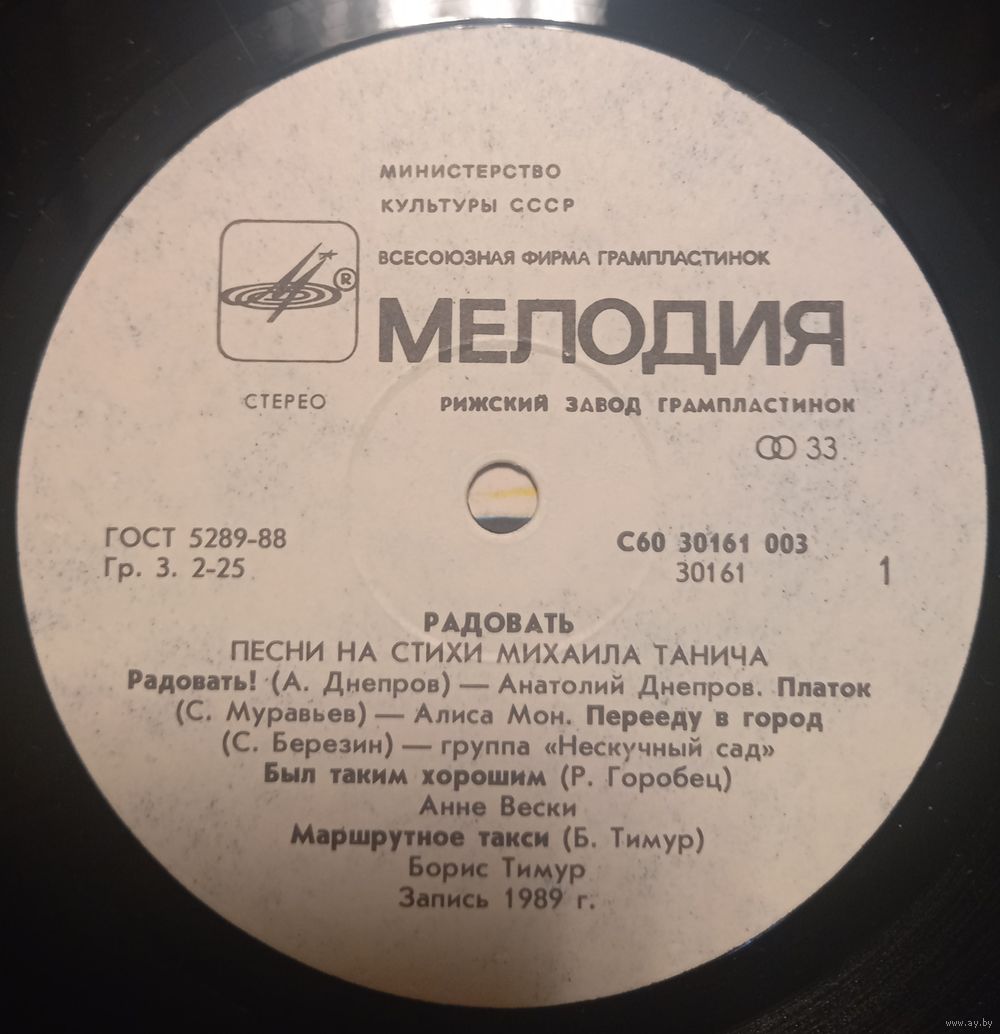 МИНИСТЕРСТВО
КУЛЬТУРЫ СССР
ВСЕСОЮЗНАЯ ФИРМА ГРАМПЛАСТИНОК
®
МЕЛОДИЯ
СТЕРЕО
РИЖСКИЙ ЗАВОД ГРАМПЛАСТИНОК
33
ГОСТ 5289-88
Гр. 3. 2-25
С60 30161 003
30161
1
РАДОВАТЬ
ПЕСНИ НА СТИХИ МИХАИЛА ТАНИЧА
Радовать! (А. Днепров) — Анатолий Днепров. Платок
(С. Муравьев) — Алиса Мон. Перееду в город
(С. Березин) — группа «Нескучный сад»
Был таким хорошим (Р. Горобец)
Анне Вески
Маршрутное такси (Б. Тимур)
Борис Тимур
Запись 1989 г.
www.ay.by